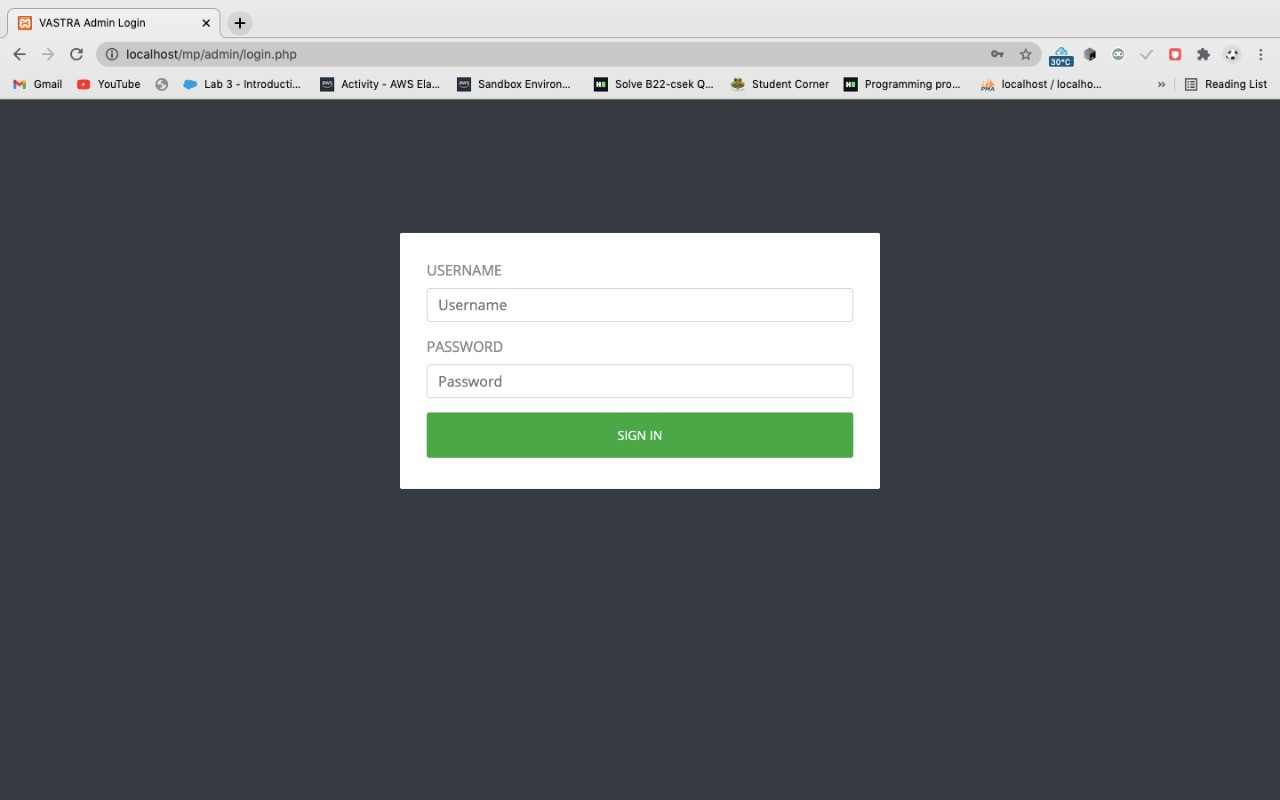 VASTRA Admin Login
localhost/mp/admin/login.php
30°C
Gmail YouTube Lab 3 - Introducti... Activity - AWS Ela... Sandbox Environ... Solve B22-csek Q... Student Corner Programming pro... localhost / localho... » Reading List
USERNAME
Username
PASSWORD
Password
SIGN IN